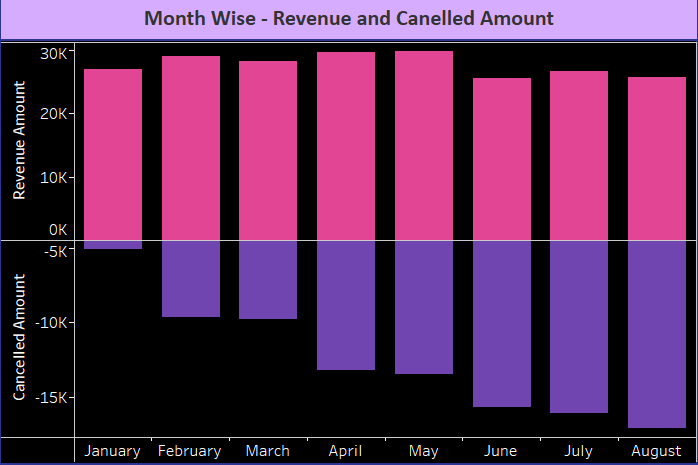 Month Wise - Revenue and Canelled Amount
Revenue Amount
30K
20K
10K
0K
Cancelled Amount
-5K
-10K
-15K
January February March April May June July August